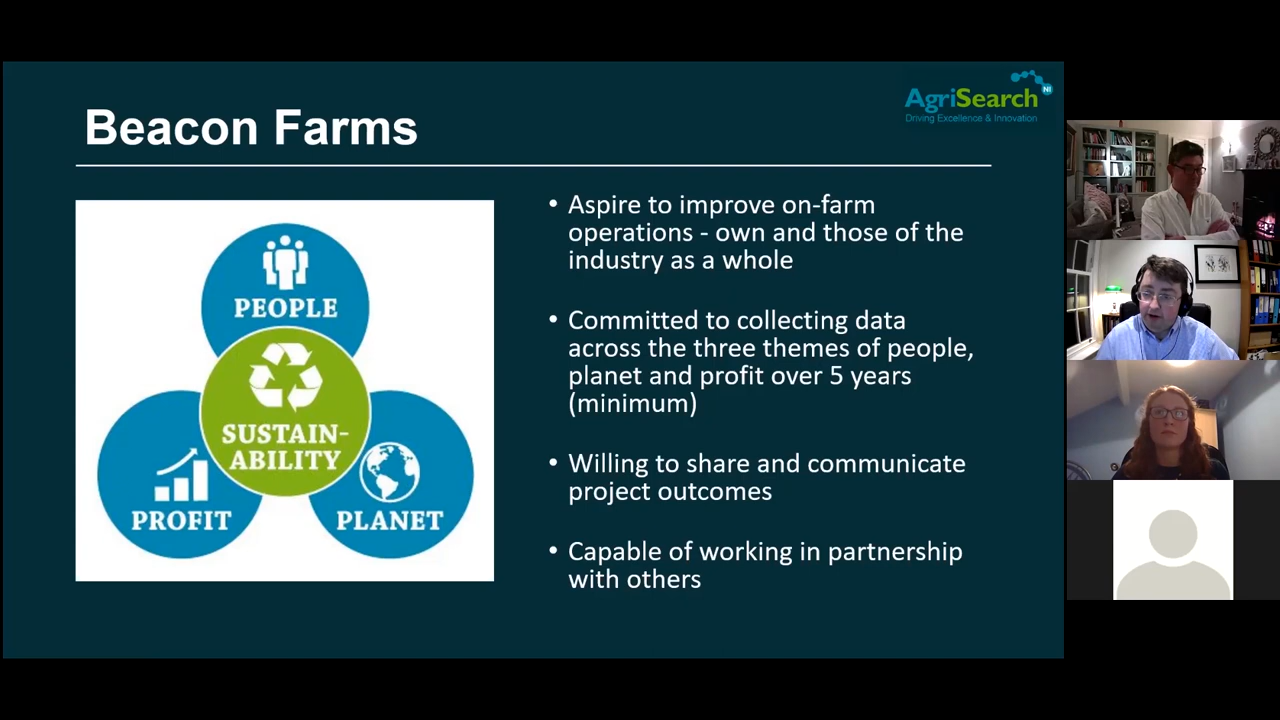 AgriSearch
NI
Driving Excellence & Innovation
Beacon Farms
PEOPLE
SUSTAIN-
ABILITY
PROFIT
PLANET
• Aspire to improve on-farm
operations - own and those of the
industry as a whole
• Committed to collecting data
across the three themes of people,
planet and profit over 5 years
(minimum)
• Willing to share and communicate
project outcomes
• Capable of working in partnership
with others